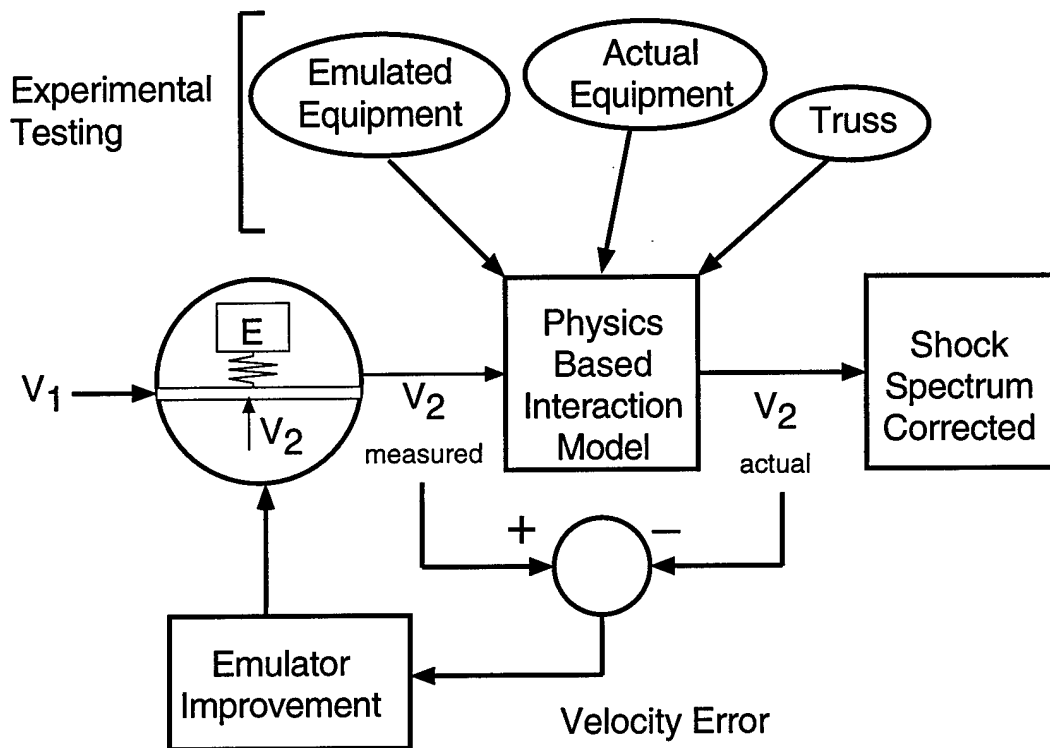 Experimental
Testing
Emulated
Equipment
Actual
Equipment
Truss
E
V1
V2
V2
measured
Physics
Based
Interaction
Model
V2
actual
Shock
Spectrum
Corrected
+
−
Emulator
Improvement
Velocity Error